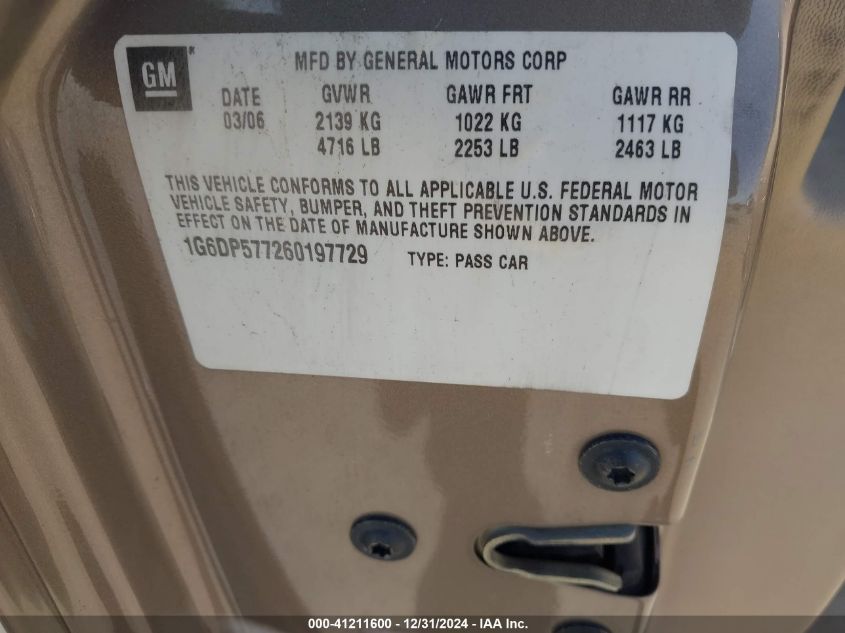 GM
MFD BY GENERAL MOTORS CORP
DATE GVWR GAWR FRT GAWR RR
03/06 2139 KG 1022 KG 1117 KG
4716 LB 2253 LB 2463 LB
THIS VEHICLE CONFORMS TO ALL APPLICABLE U.S. FEDERAL MOTOR
VEHICLE SAFETY, BUMPER, AND THEFT PREVENTION STANDARDS IN
EFFECT ON THE DATE OF MANUFACTURE SHOWN ABOVE.
1G6DP577260197729 TYPE: PASS CAR
000-41211600 - 12/31/2024 - IAA Inc.